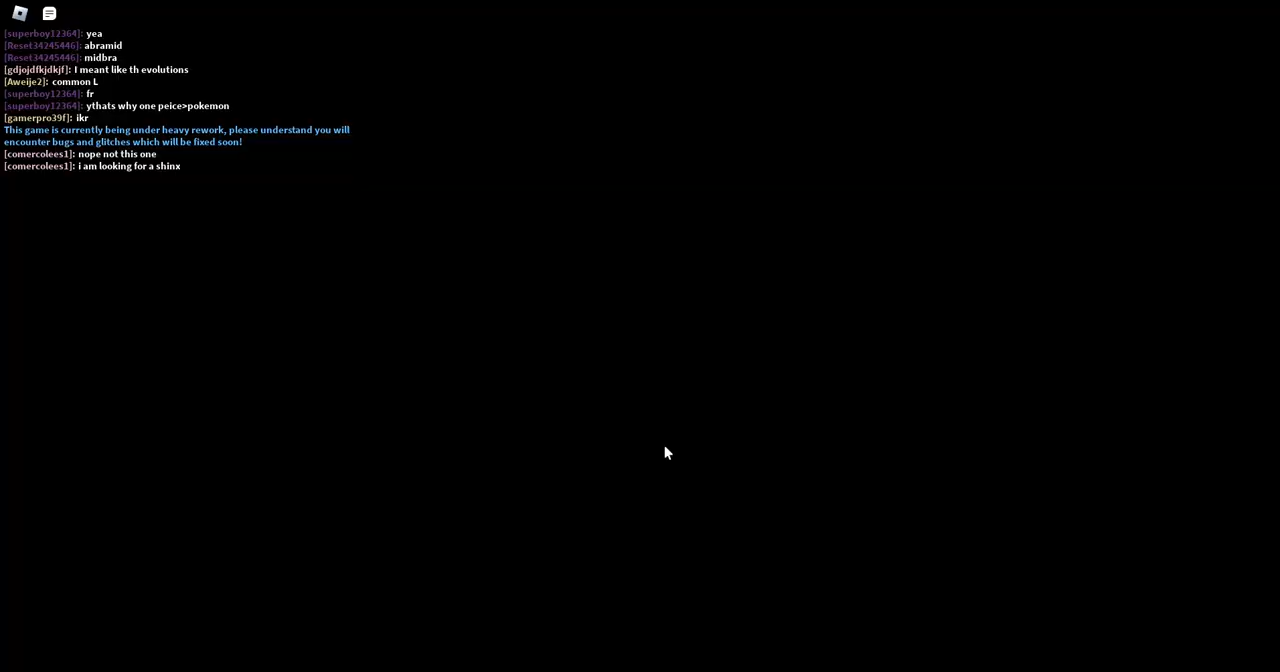 [superboy12364]: yea
[Reset34245446]: abramid
[Reset34245446]: midbra
[gdjojdfkjdkjf]: I meant like th evolutions
[Aweije2]: common L
[superboy12364]: fr
[superboy12364]: ythats why one peice>pokemon
[gamerpro39f]: ikr
This game is currently being under heavy rework, please understand you will
encounter bugs and glitches which will be fixed soon!
[comercolees1]: nope not this one
[comercolees1]: i am looking for a shinx